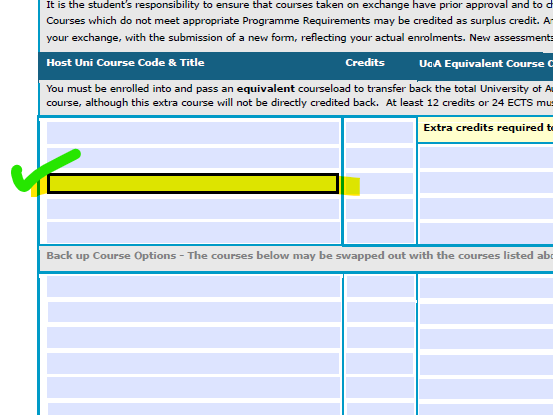 It is the student's responsibility to ensure that courses taken on exchange have prior approval and to
Courses which do not meet appropriate Programme Requirements may be credited as surplus credit.
your exchange, with the submission of a new form, reflecting your actual enrolments. New assessments
Host Uni Course Code & Title Credits UoA Equivalent Course
You must be enrolled into and pass an equivalent courseload to transfer back the total University of
course, although this extra course will not be directly credited back. At least 12 credits or 24 ECTS
Extra credits required
Back up Course Options - The courses below may be swapped out with the courses listed